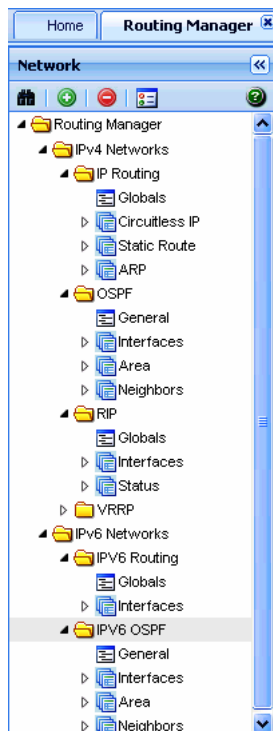 Home
Routing Manager
Network
Routing Manager
IPv4 Networks
IP Routing
Globals
Circuitless IP
Static Route
ARP
OSPF
General
Interfaces
Area
Neighbors
RIP
Globals
Interfaces
Status
VRRP
IPv6 Networks
IPV6 Routing
Globals
Interfaces
IPV6 OSPF
General
Interfaces
Area
Neighbors